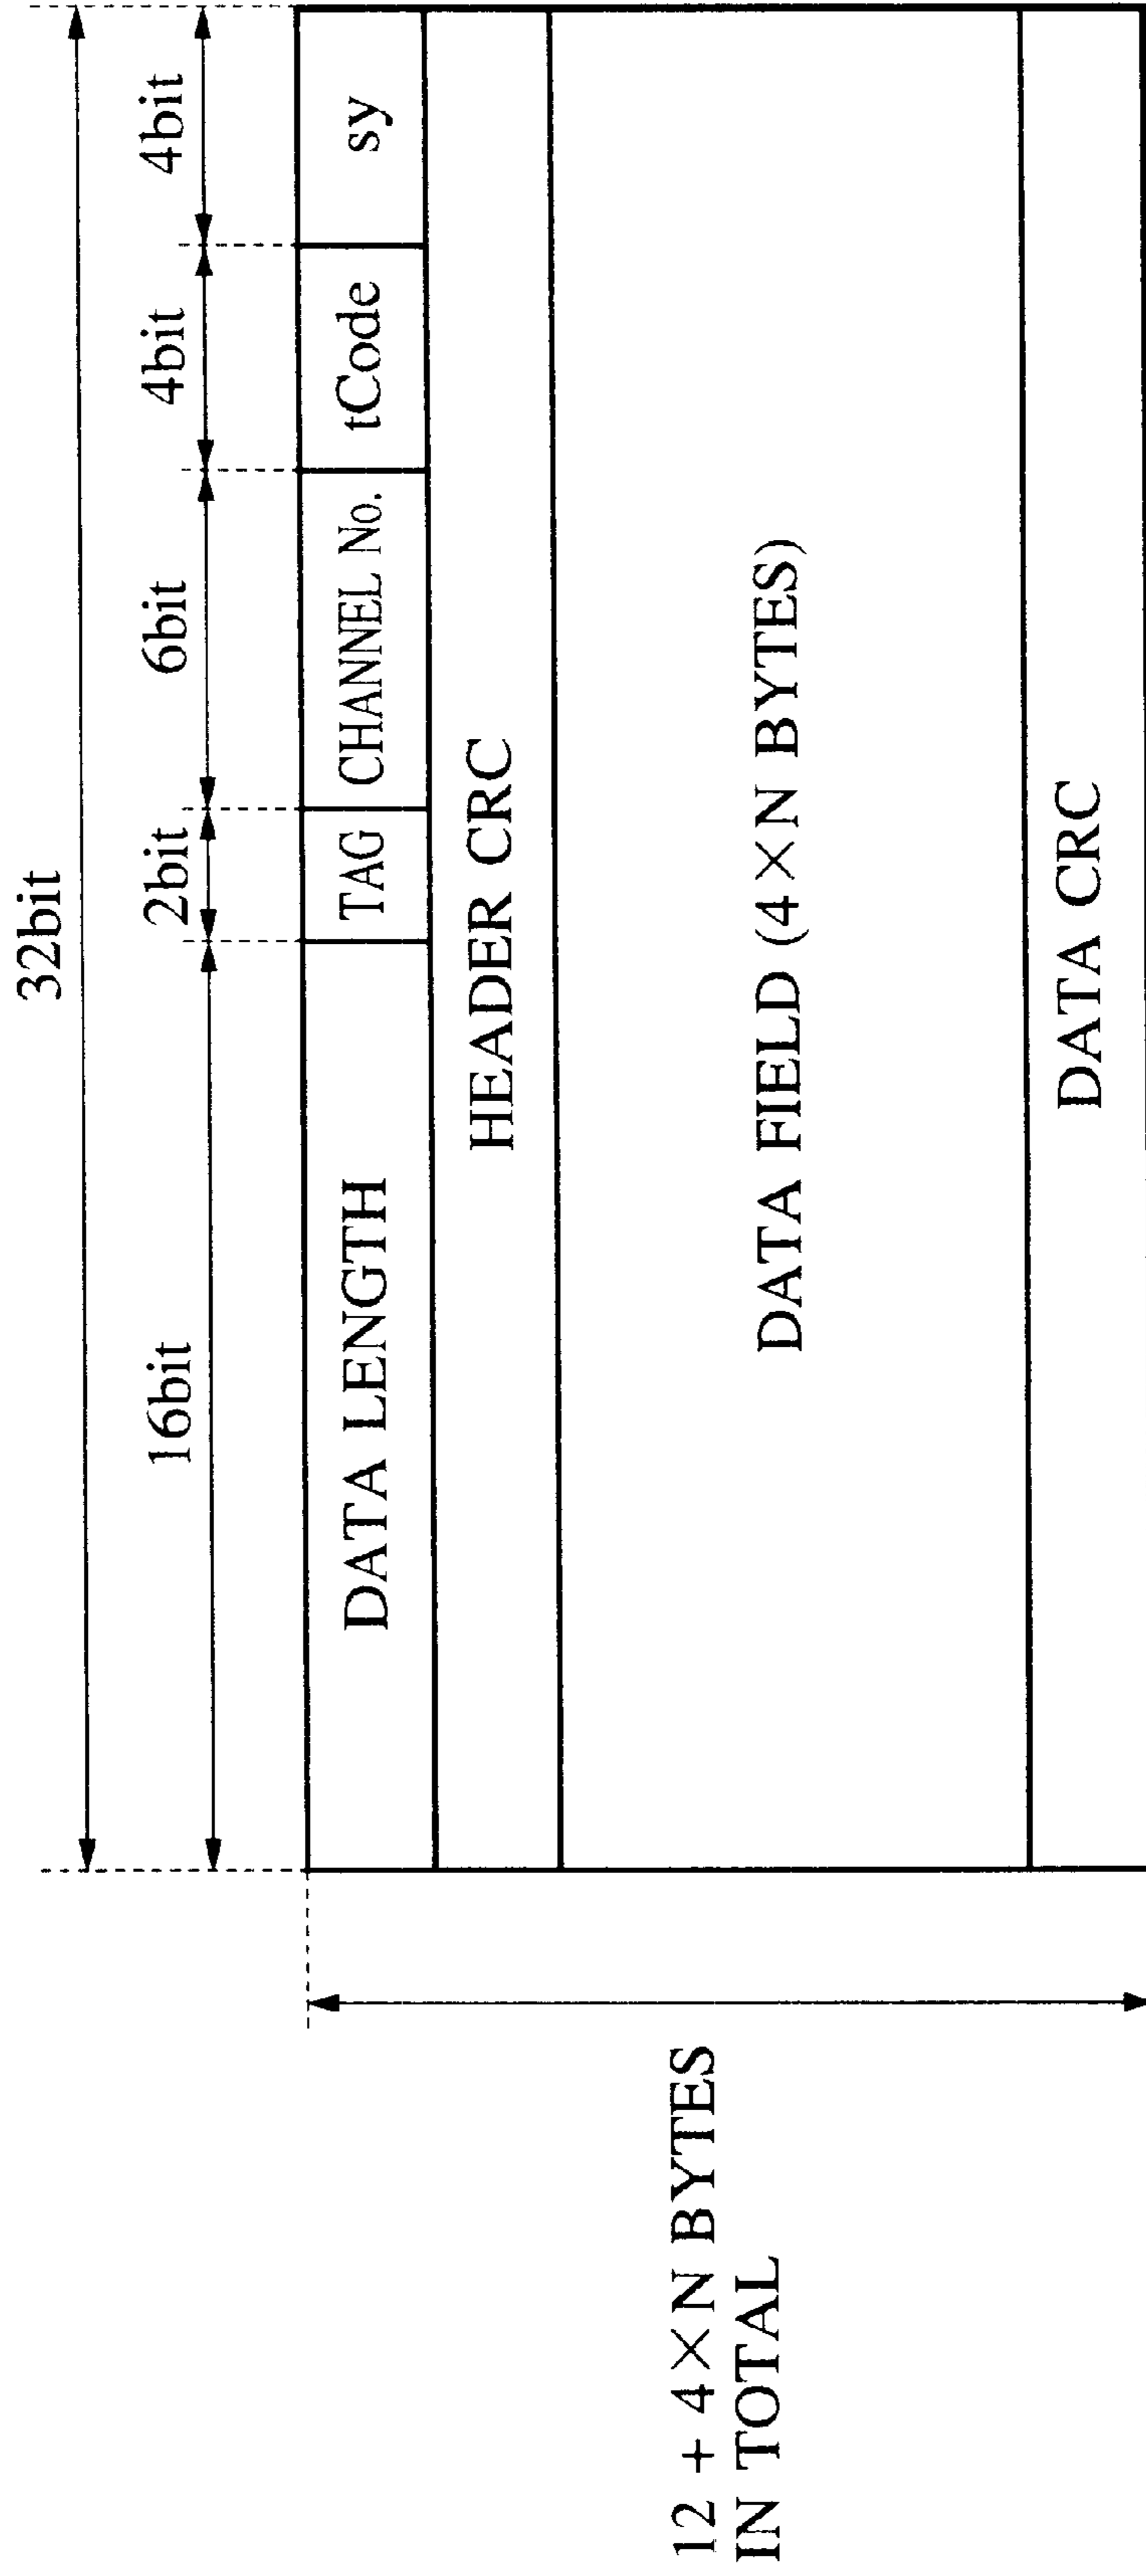 32bit
16bit
2bit
6bit
4bit
4bit
DATA LENGTH
TAG
CHANNEL No.
tCode
sy
HEADER CRC
DATA FIELD (4×N BYTES)
DATA CRC
12 + 4×N BYTES
IN TOTAL